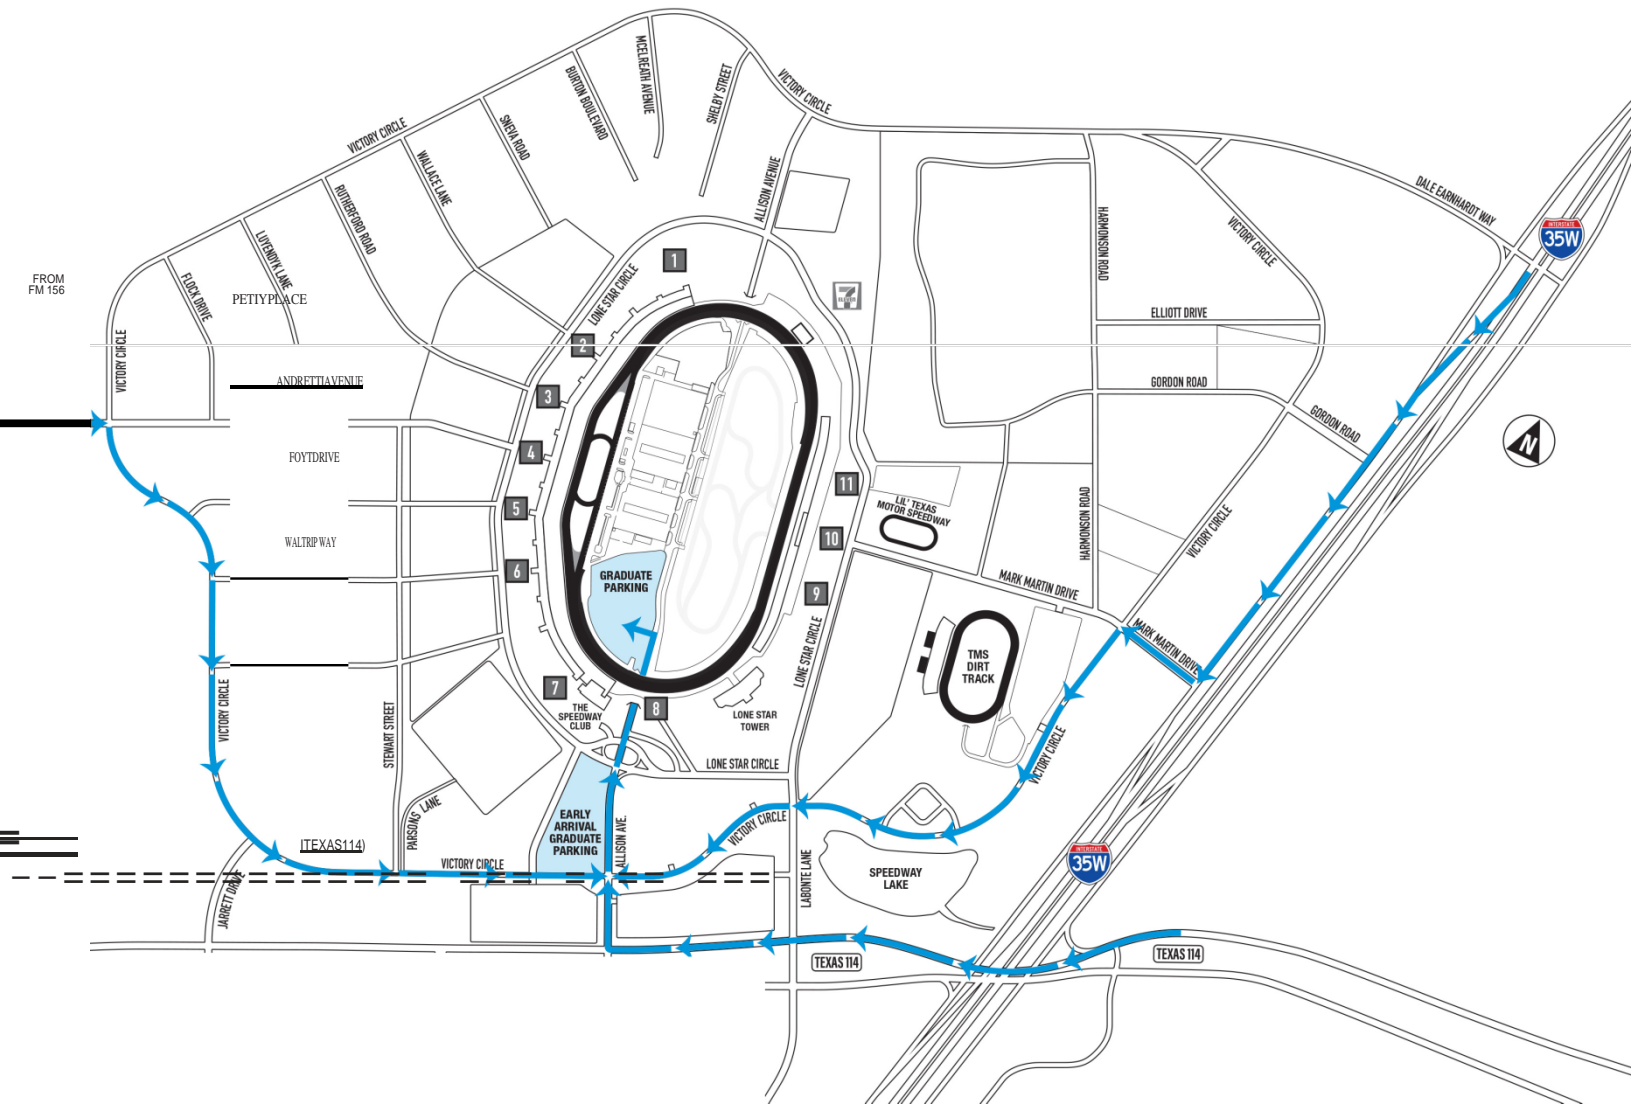 MCELREATH AVENUE
BURTON BOULEVARD
SHELBY STREET
VICTORY CIRCLE
VICTORY CIRCLE
SNEVA ROAD
WALLACE LANE
RUTHERFORD ROAD
ALLISON AVENUE
DALE EARNHARDT WAY
LUYENDYK LANE
FLOCK DRIVE
HARMONSON ROAD
VICTORY CIRCLE
INTERSTATE
35W
FROM
FM 156
PETIYPLACE
LONE STAR CIRCLE
1
7
ELEVEN
ELLIOTT DRIVE
VICTORY CIRCLE
2
ANDRETTIAVENUE
3
GORDON ROAD
GORDON ROAD
N
4
FOYTDRIVE
11
LIL' TEXAS
MOTOR SPEEDWAY
5
10
HARMONSON ROAD
VICTORY CIRCLE
WALTRIP WAY
6
GRADUATE
PARKING
9
MARK MARTIN DRIVE
MARK MARTIN DRIVE
LONE STAR CIRCLE
TMS
DIRT
TRACK
7
8
THE
SPEEDWAY
CLUB
LONE STAR
TOWER
VICTORY CIRCLE
STEWART STREET
LONE STAR CIRCLE
VICTORY CIRCLE
PARSONS LANE
EARLY
ARRIVAL
GRADUATE
PARKING
ALLISON AVE.
VICTORY CIRCLE
ITEXAS114)
VICTORY CIRCLE
LABONTE LANE
SPEEDWAY
LAKE
INTERSTATE
35W
JARRETT DRIVE
TEXAS 114
TEXAS 114